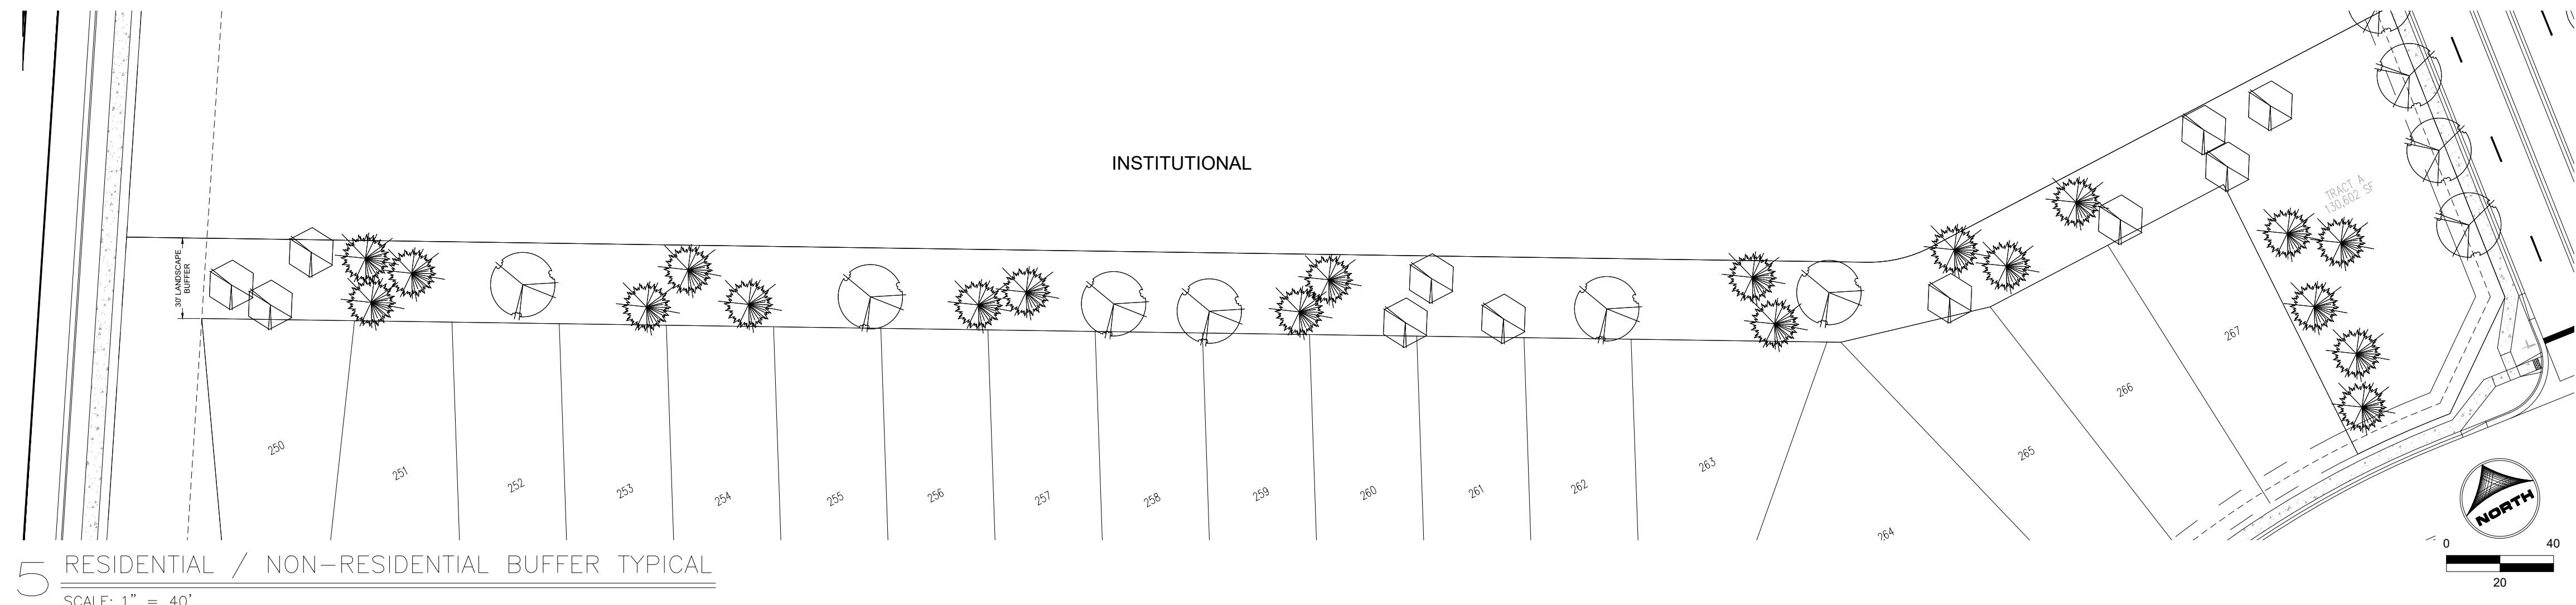 INSTITUTIONAL
TRACT A
130,602 SF
30' LANDSCAPE
BUFFER
250
251
252
253
254
255
256
257
258
259
260
261
262
263
264
265
266
267
NORTH
0 40
20
5 RESIDENTIAL / NON-RESIDENTIAL BUFFER TYPICAL
SCALE: 1" = 40'